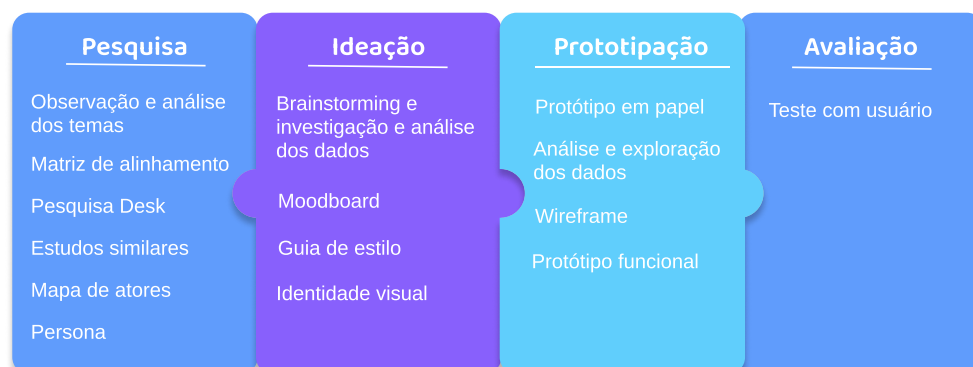 Pesquisa
Observação e análise
dos temas
Matriz de alinhamento
Pesquisa Desk
Estudos similares
Mapa de atores
Persona
Ideação
Brainstorming e
investigação e análise
dos dados
Moodboard
Guia de estilo
Identidade visual
Prototipação
Protótipo em papel
Análise e exploração
dos dados
Wireframe
Protótipo funcional
Avaliação
Teste com usuário